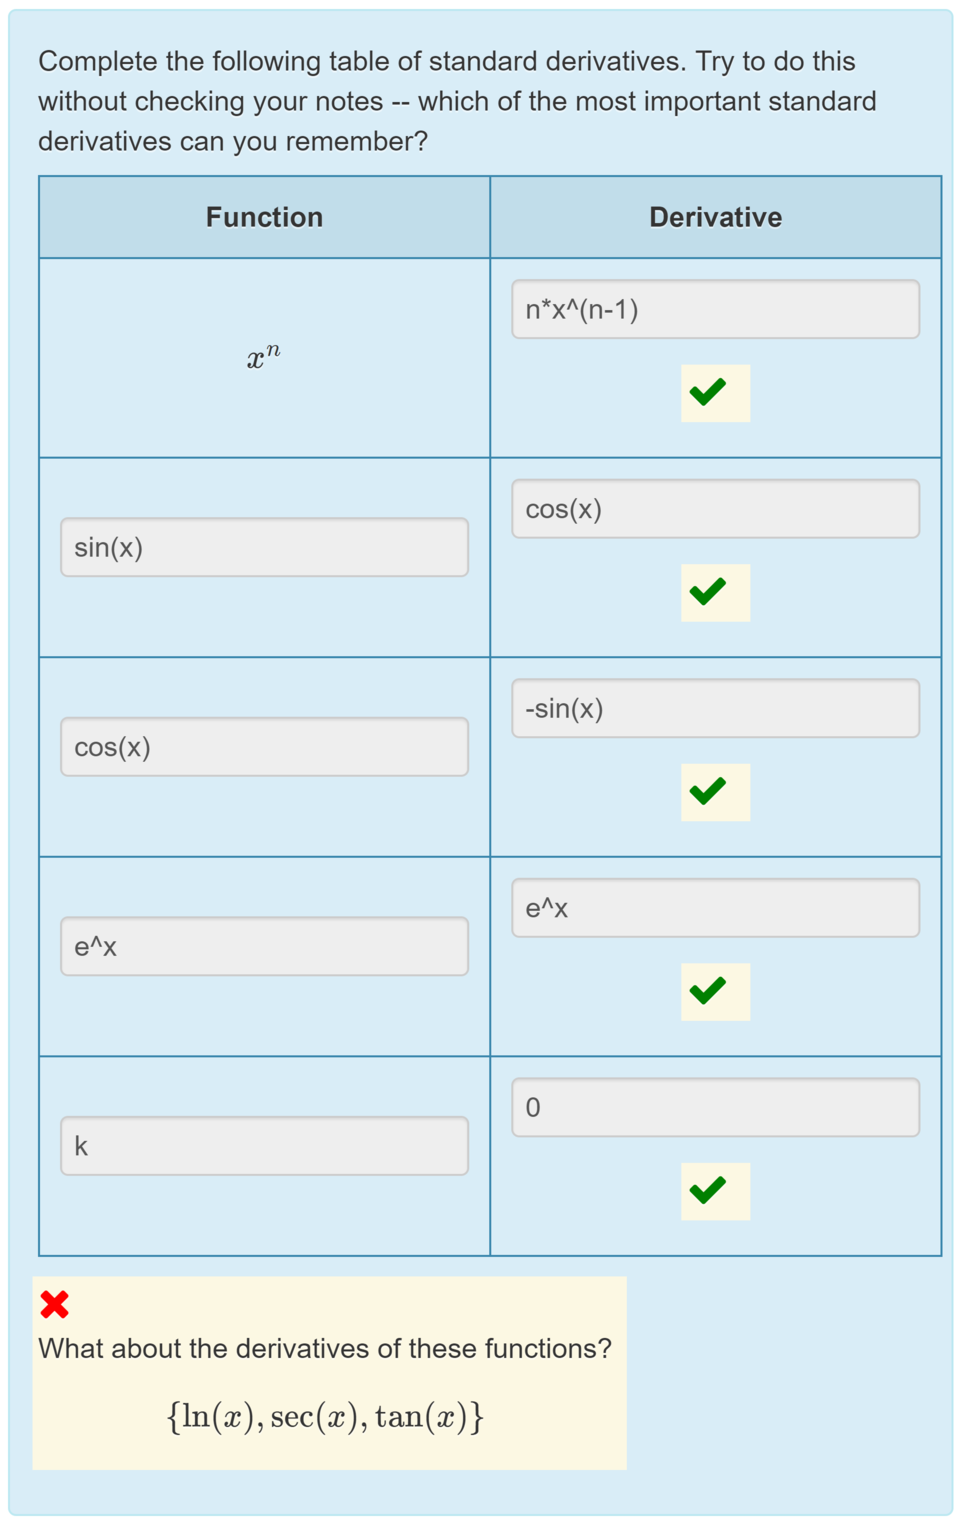 Complete the following table of standard derivatives. Try to do this
without checking your notes -- which of the most important standard
derivatives can you remember?
Function Derivative
xⁿ
n*x^(n-1)
sin(x)
cos(x)
cos(x)
-sin(x)
e^x
e^x
k
0
What about the derivatives of these functions?
{ln(x), sec(x), tan(x)}